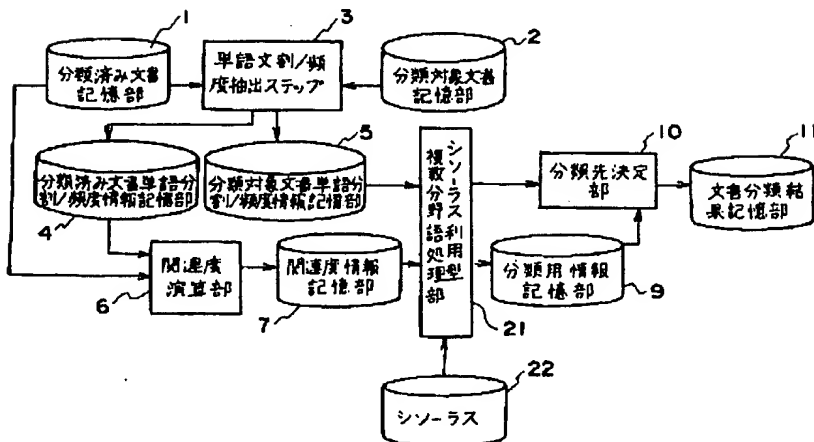 1
分類済み文書
記憶部
3
単語文割/頻
度抽出ステップ
2
分類対象文書
記憶部
4
分類済み文書単語分
割/頻度情報記憶部
5
分類対象文書単語分
割/頻度情報記憶部
6
関連度
演算部
7
関連度情報
記憶部
シソーラス利用型
複数分野語処理部
21
22
シソーラス
分類用情報
記憶部
9
10
分類先決定
部
11
文書分類結
果記憶部